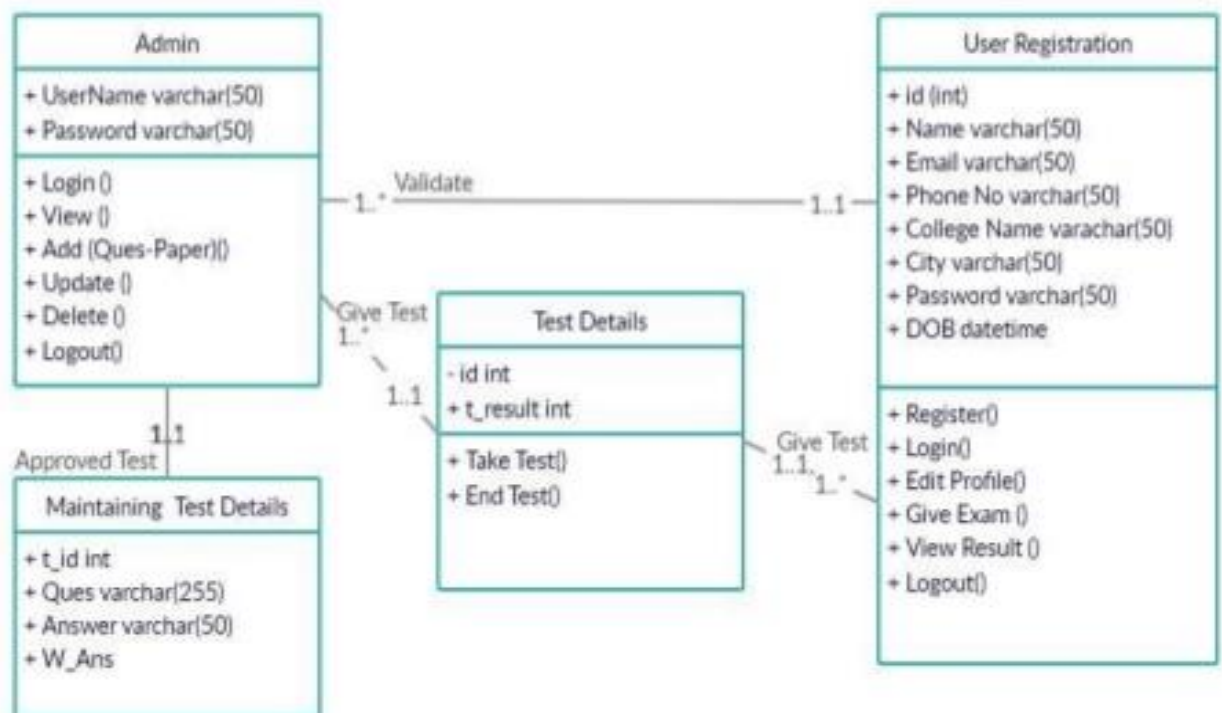 Admin
+ UserName varchar(50)
+ Password varchar(50)
+ Login ()
+ View ()
+ Add (Ques-Paper)()
+ Update ()
+ Delete ()
+ Logout()
Validate
1..*
1..1
User Registration
+ id (int)
+ Name varchar(50)
+ Email varchar(50)
+ Phone No varchar(50)
+ College Name varachar(50)
+ City varchar(50)
+ Password varchar(50)
+ DOB datetime
+ Register()
+ Login()
+ Edit Profile()
+ Give Exam ()
+ View Result ()
+ Logout()
Give Test
1..*
1..1
Test Details
- id int
+ t_result int
+ Take Test()
+ End Test()
Give Test
1..1.
1..*
1..1
Approved Test
Maintaining Test Details
+ t_id int
+ Ques varchar(255)
+ Answer varchar(50)
+ W_Ans